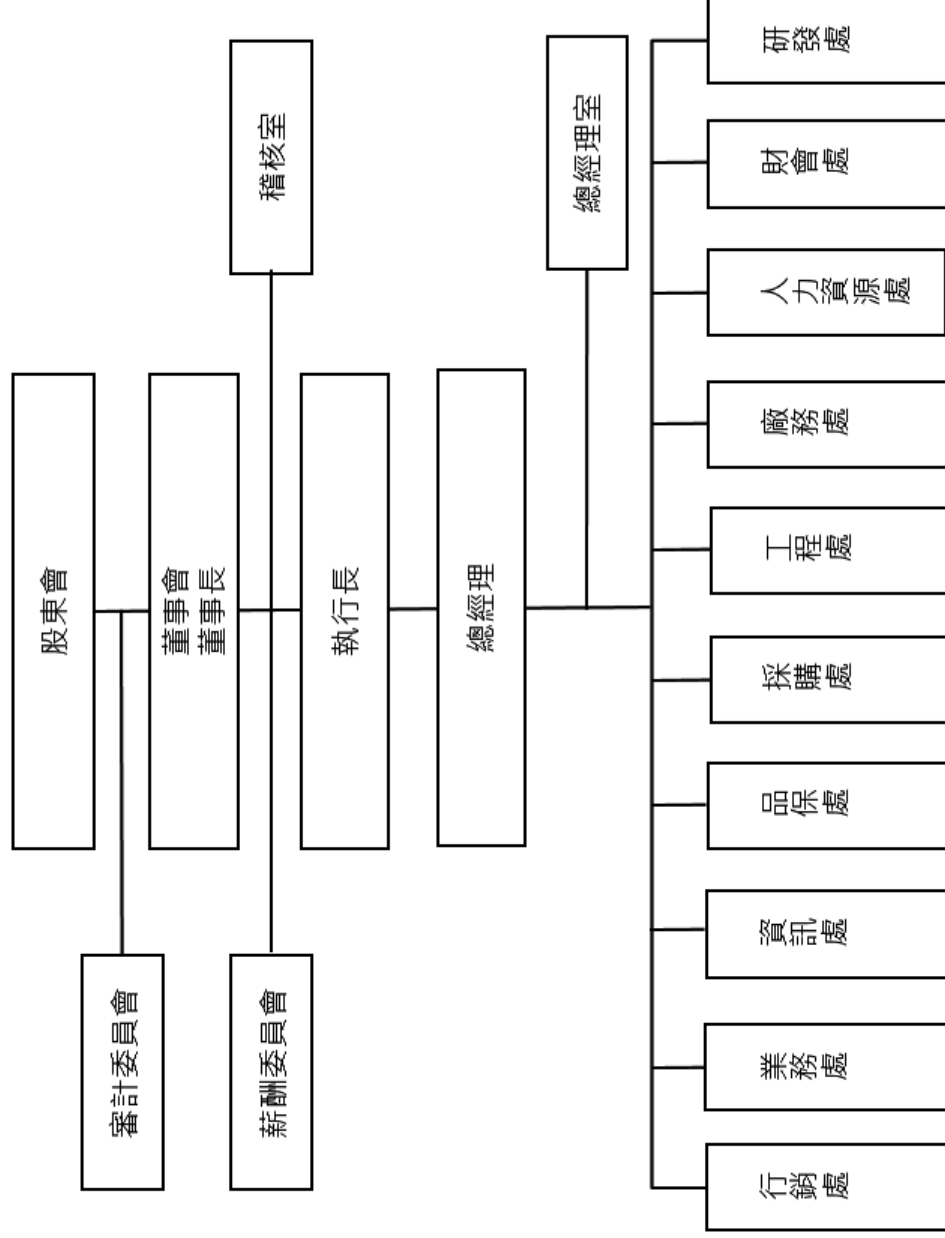 股東會
審計委員會
董事會
董事長
薪酬委員會
稽核室
執行長
總經理
總經理室
行銷處
業務處
資訊處
品保處
採購處
工程處
廠務處
人力資源處
財會處
研發處